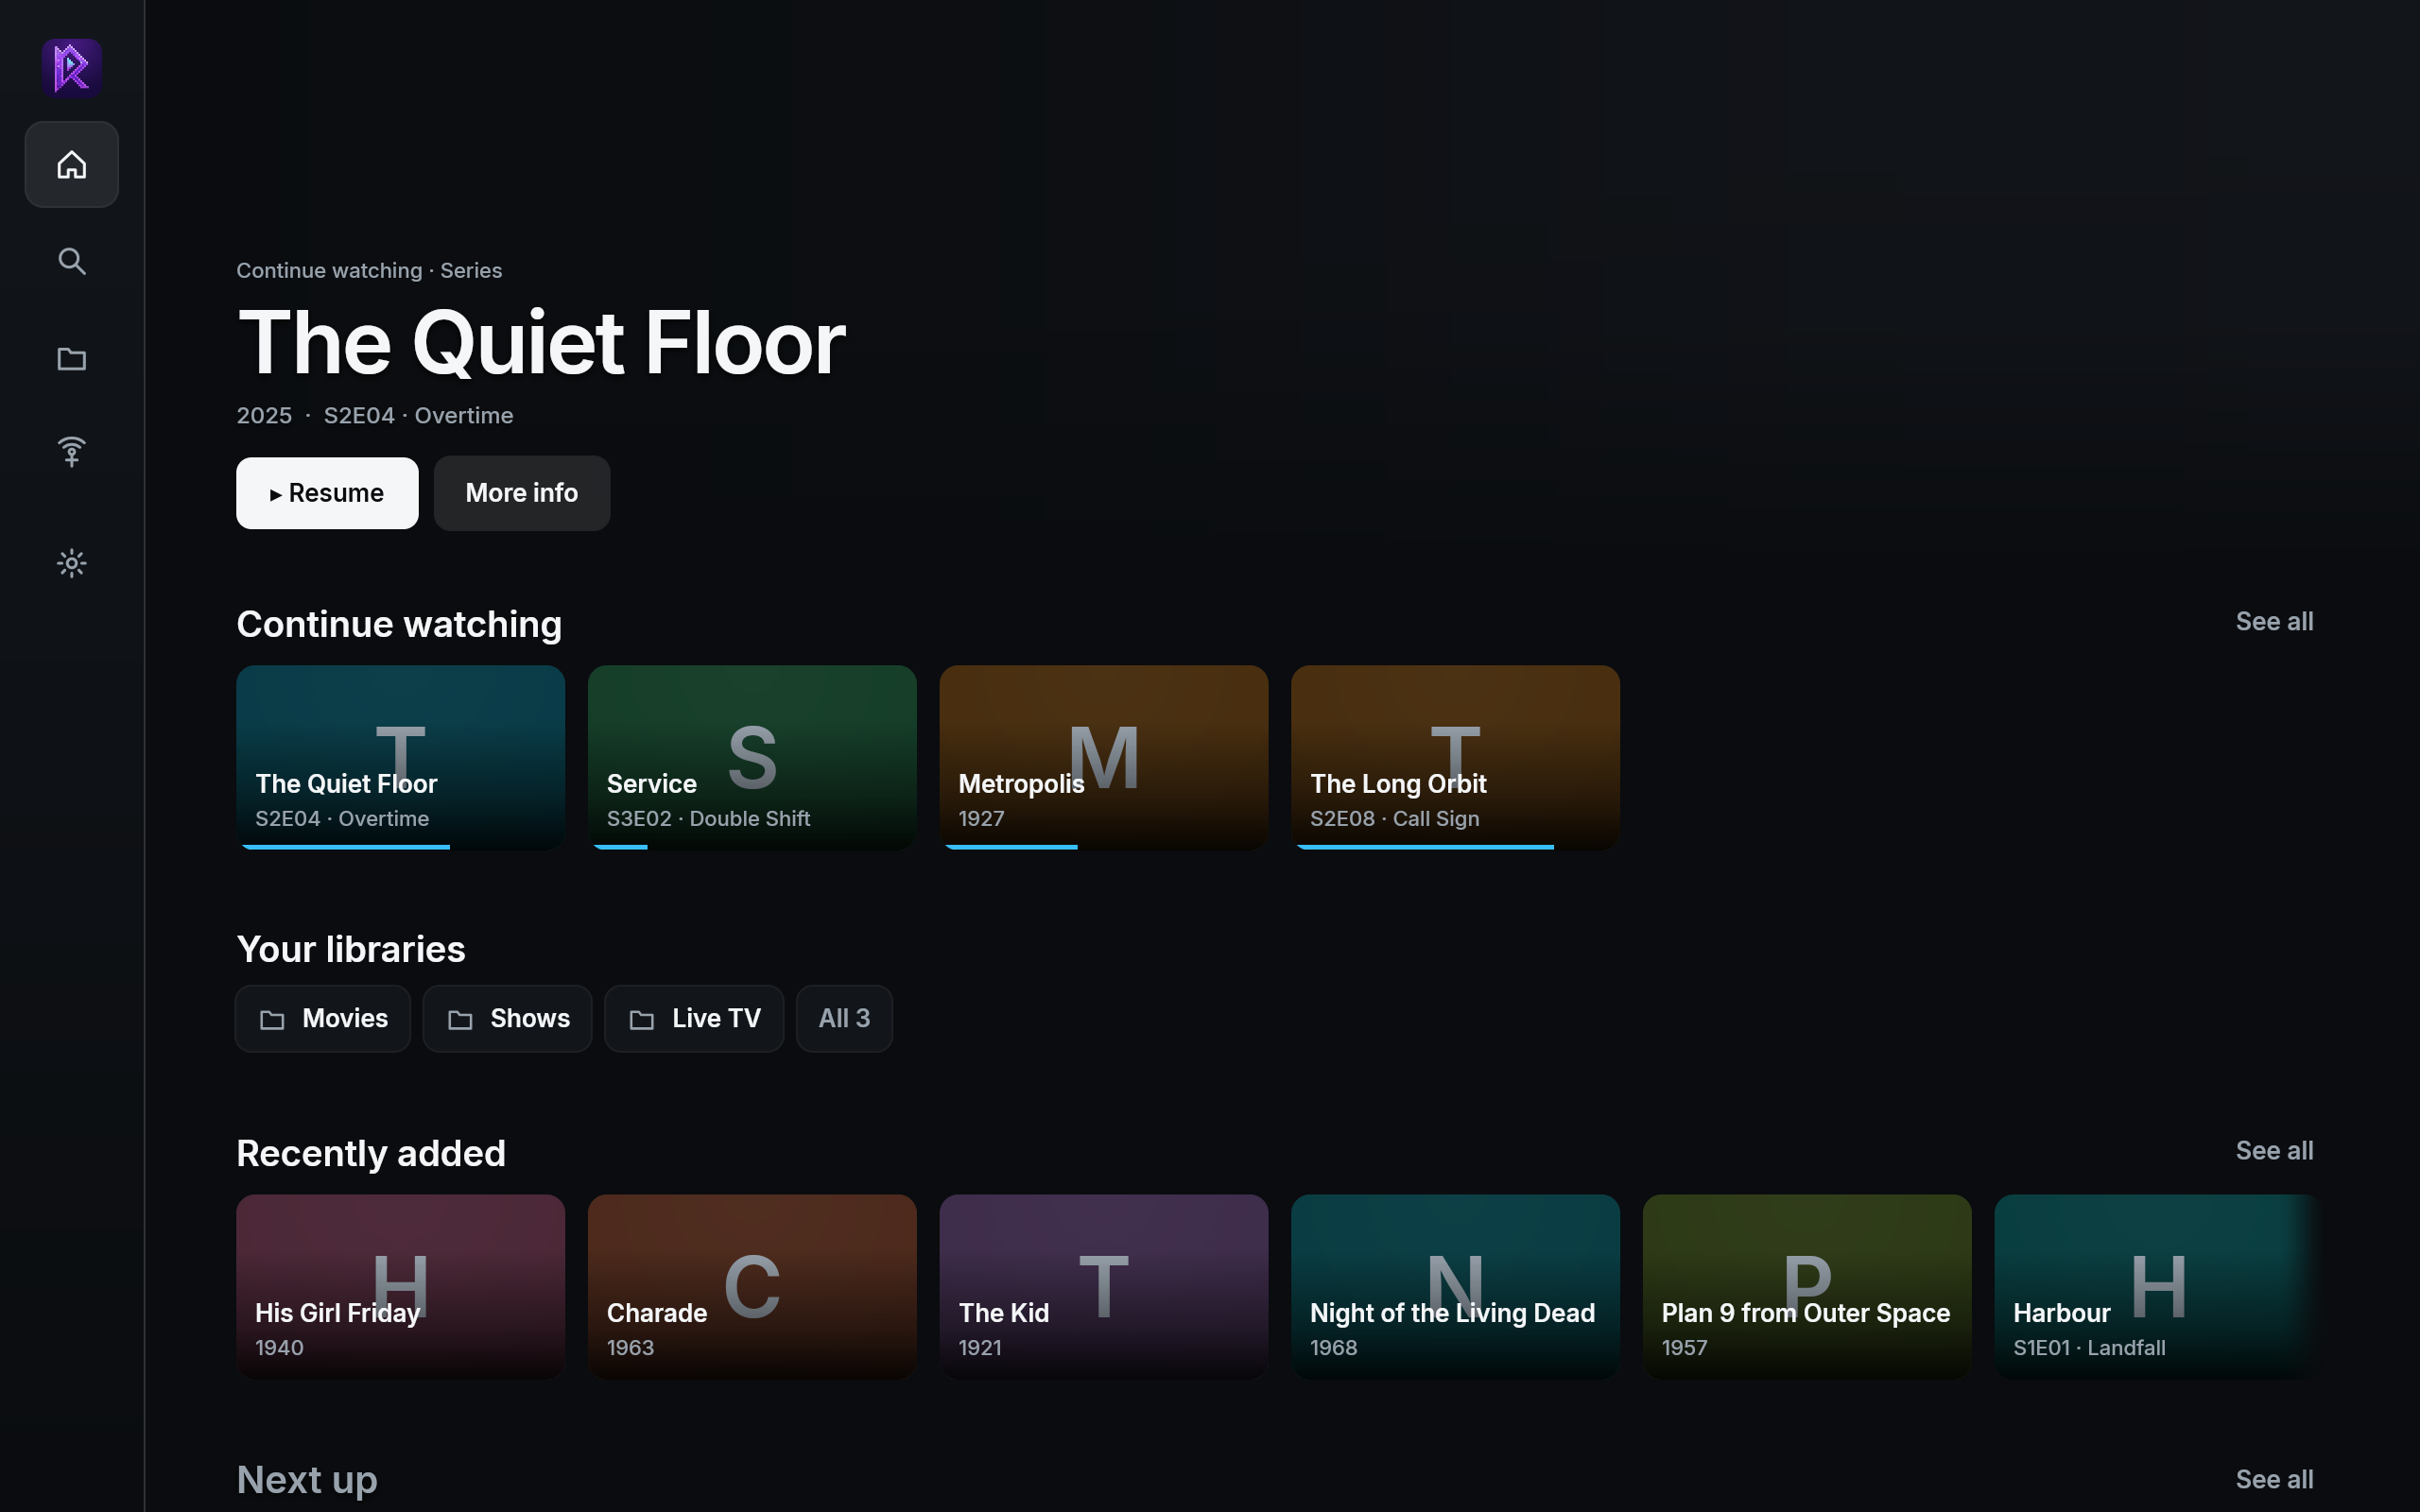 Continue watching · Series
The Quiet Floor
2025 · S2E04 · Overtime
▸ Resume
More info
Continue watching
See all
T
The Quiet Floor
S2E04 · Overtime
S
Service
S3E02 · Double Shift
M
Metropolis
1927
T
The Long Orbit
S2E08 · Call Sign
Your libraries
Movies
Shows
Live TV
All 3
Recently added
See all
H
His Girl Friday
1940
C
Charade
1963
T
The Kid
1921
N
Night of the Living Dead
1968
P
Plan 9 from Outer Space
1957
H
Harbour
S1E01 · Landfall
Next up
See all